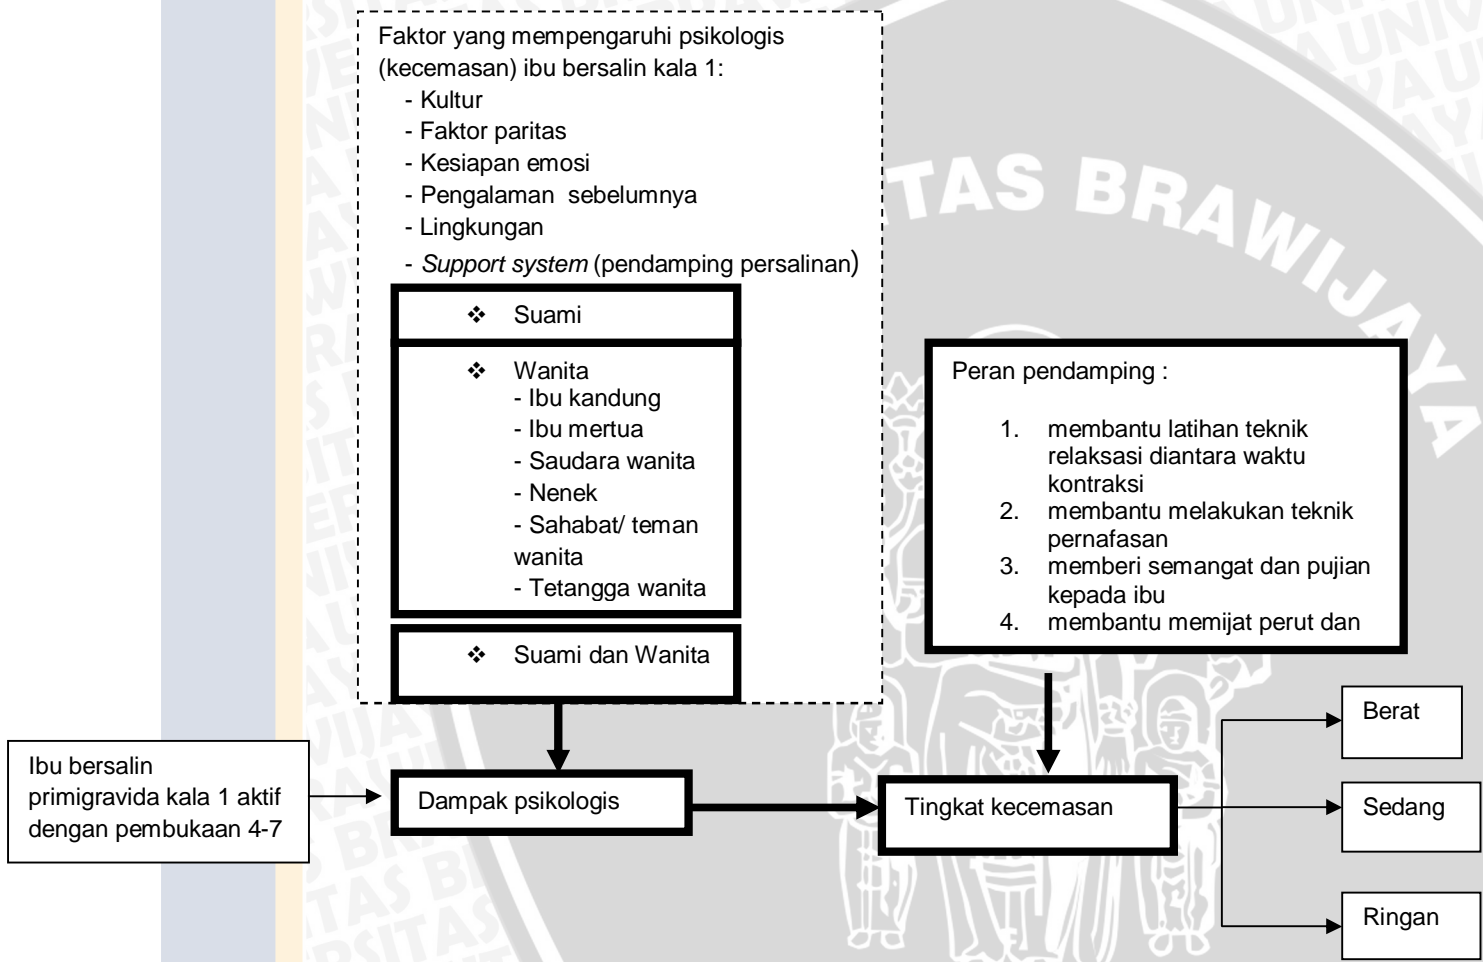 Faktor yang mempengaruhi psikologis
(kecemasan) ibu bersalin kala 1:
- Kultur
- Faktor paritas
- Kesiapan emosi
- Pengalaman sebelumnya
- Lingkungan
- Support system (pendamping persalinan)
❖ Suami
❖ Wanita
- Ibu kandung
- Ibu mertua
- Saudara wanita
- Nenek
- Sahabat/ teman
wanita
- Tetangga wanita
❖ Suami dan Wanita
Peran pendamping :
1. membantu latihan teknik
relaksasi diantara waktu
kontraksi
2. membantu melakukan teknik
pernafasan
3. memberi semangat dan pujian
kepada ibu
4. membantu memijat perut dan
Ibu bersalin
primigravida kala 1 aktif
dengan pembukaan 4-7
Dampak psikologis
Tingkat kecemasan
Berat
Sedang
Ringan
TAS BRAWIJAYA